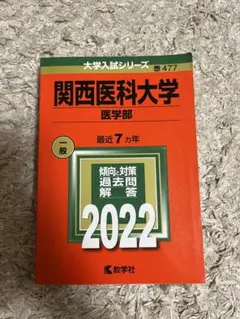 大学入試シリーズ 477
関西医科大学
医学部
一般
最近7ヵ年
傾向と対策
過去問
解答
2022
教学社